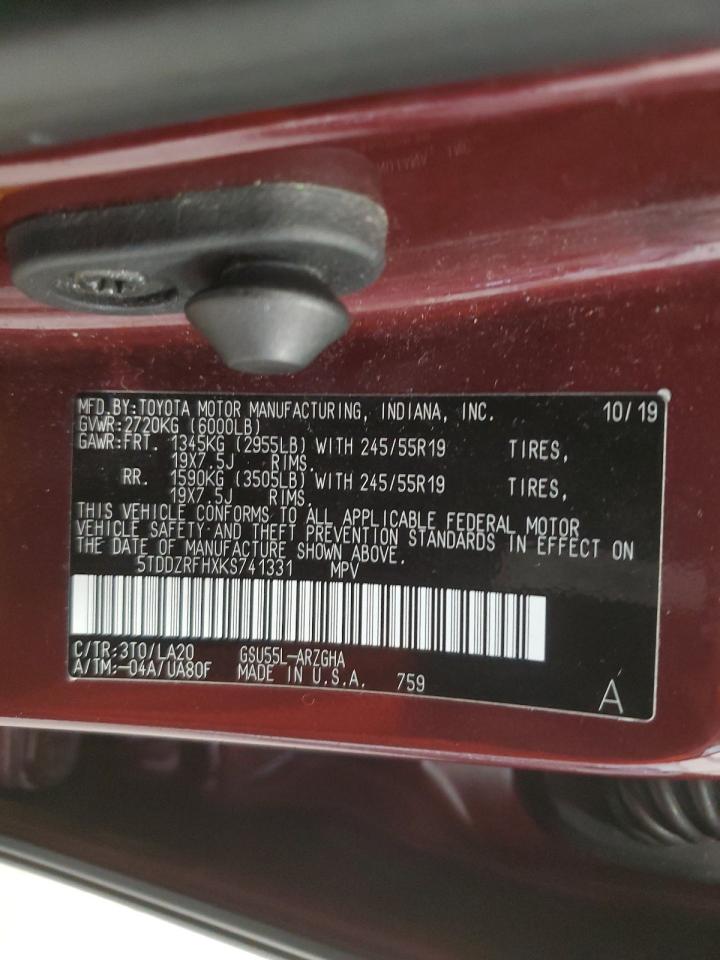 MFD.BY:TOYOTA MOTOR MANUFACTURING, INDIANA, INC. 10/19
GVWR:2720KG (6000LB)
GAWR:FRT. 1345KG (2955LB) WITH 245/55R19 TIRES,
19X7.5J RIMS.
RR. 1590KG (3505LB) WITH 245/55R19 TIRES,
19X7.5J RIMS.
THIS VEHICLE CONFORMS TO ALL APPLICABLE FEDERAL MOTOR
VEHICLE SAFETY AND THEFT PREVENTION STANDARDS IN EFFECT ON
THE DATE OF MANUFACTURE SHOWN ABOVE.
5TDDZRFHXKS741331 MPV
C/TR:3T0/LA20 GSU55L-ARZGHA
A/TM:-04A/UA80F MADE IN U.S.A. 759
A